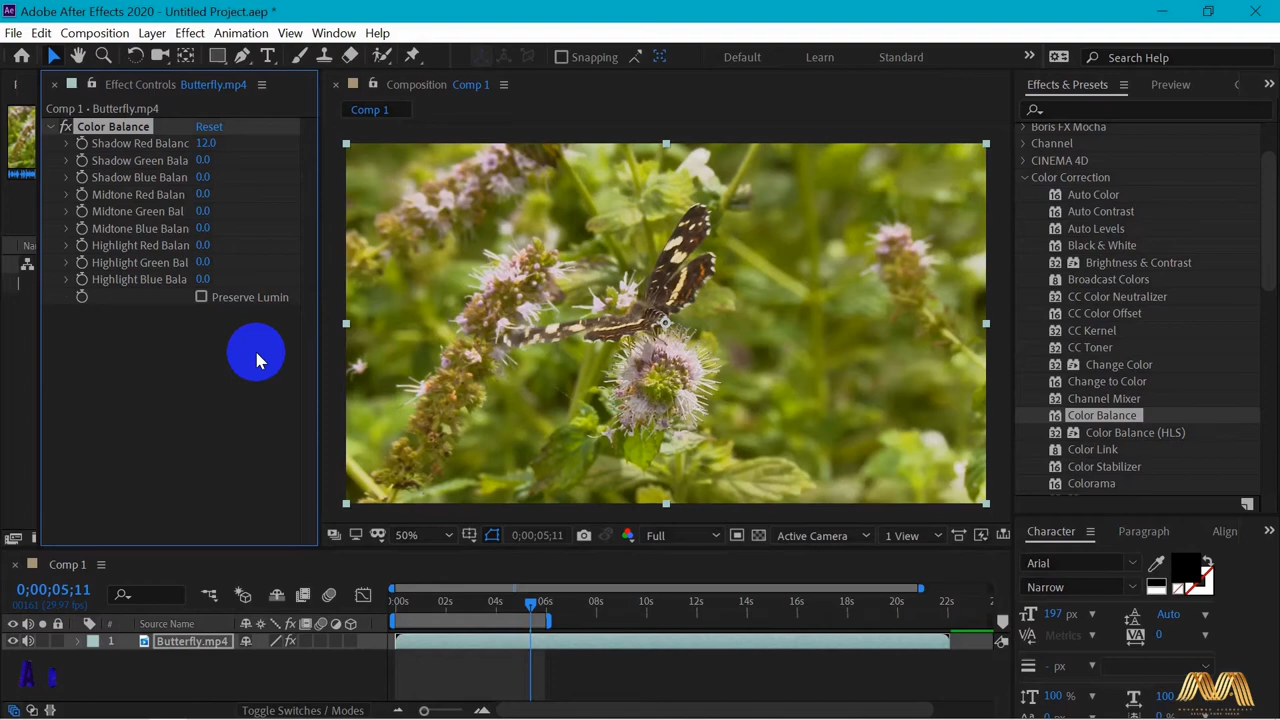 Adobe After Effects 2020 - Untitled Project.aep *
File Edit Composition Layer Effect Animation View Window Help
Snapping Default Learn Standard Search Help
Effect Controls Butterfly.mp4
Composition Comp 1
Effects & Presets Preview
Comp 1 • Butterfly.mp4
Comp 1
fx Color Balance Reset
Shadow Red Balanc 12.0
Shadow Green Bala 0.0
Shadow Blue Balan 0.0
Midtone Red Balan 0.0
Midtone Green Bal 0.0
Midtone Blue Balan 0.0
Highlight Red Balan 0.0
Highlight Green Bal 0.0
Highlight Blue Bala 0.0
Preserve Lumin
Nai
Boris FX Mocha
Channel
CINEMA 4D
Color Correction
Auto Color
Auto Contrast
Auto Levels
Black & White
Brightness & Contrast
Broadcast Colors
CC Color Neutralizer
CC Color Offset
CC Kernel
CC Toner
Change Color
Change to Color
Channel Mixer
Color Balance
Color Balance (HLS)
Color Link
Color Stabilizer
Colorama
50% 0;00;05;11 Full Active Camera 1 View
Character Paragraph Align
Arial
Narrow
197 px Auto
Metrics 0
- px
100 % 100
Comp 1
0;00;05;11
00161 (29.97 fps)
:00s 02s 04s 06s 08s 10s 12s 14s 16s 18s 20s 22s 2
# Source Name
1 Butterfly.mp4
Toggle Switches / Modes